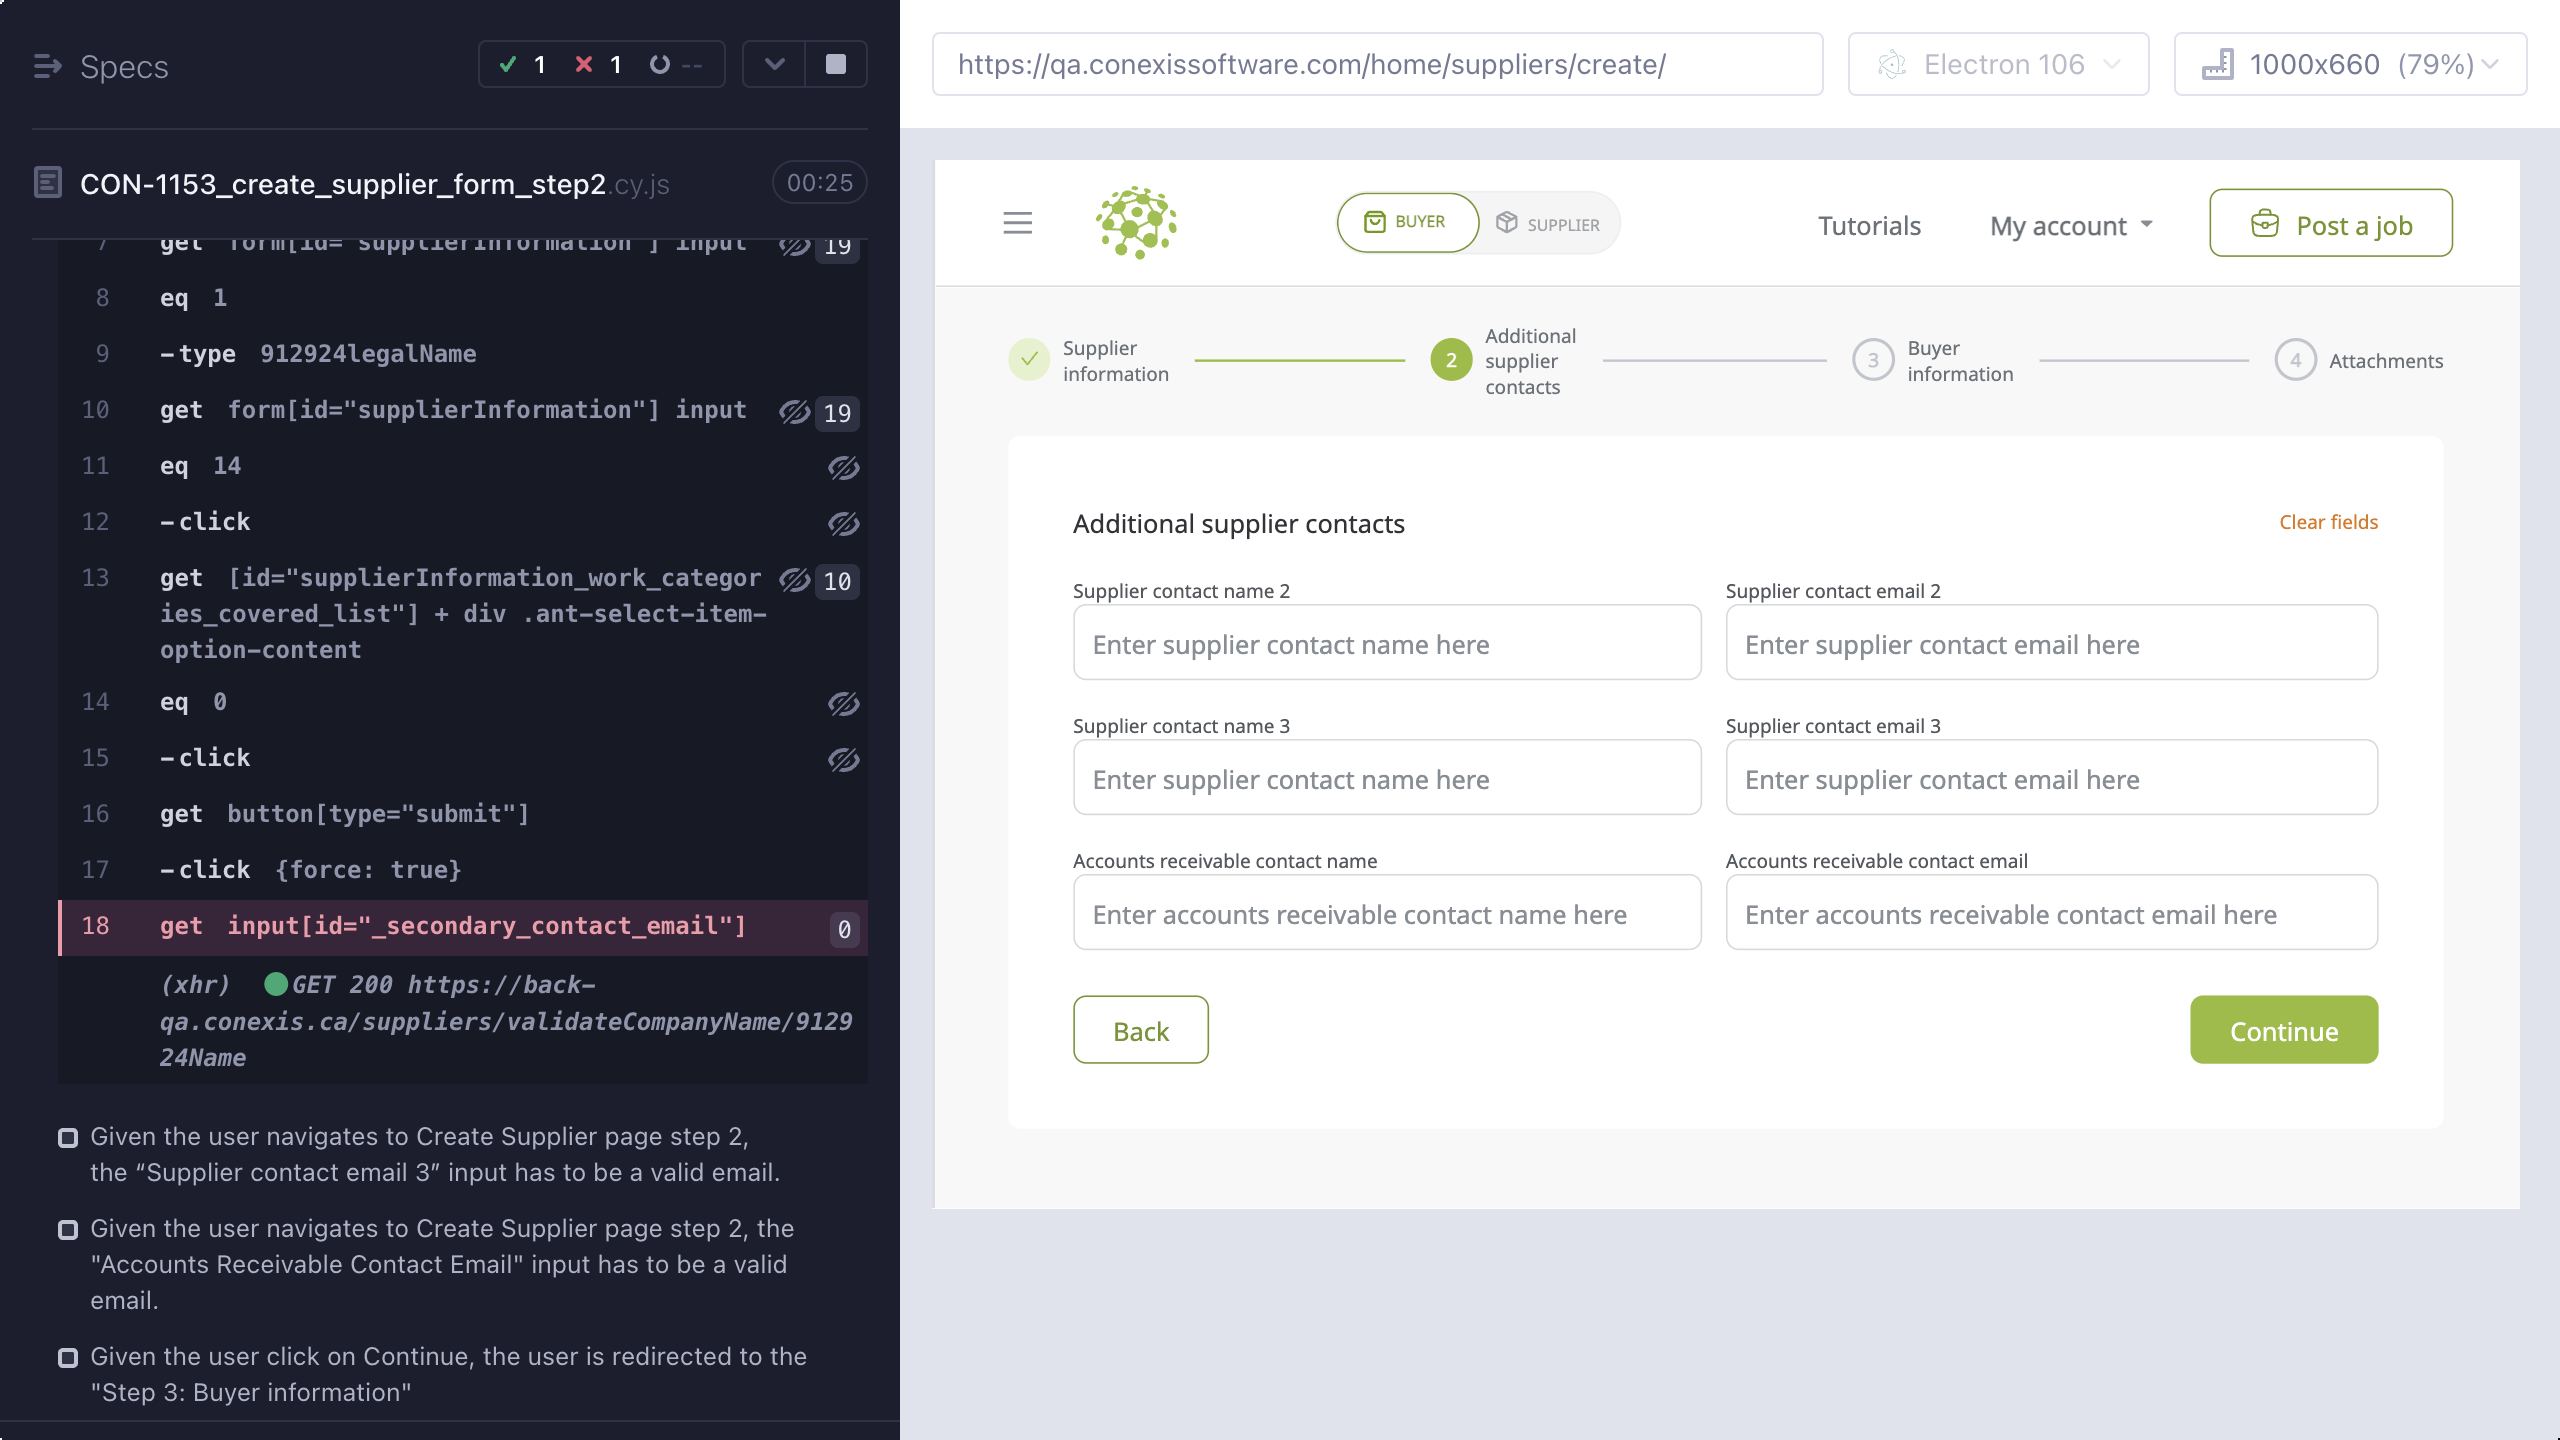 Specs
1
1
--
CON-1153_create_supplier_form_step2.cy.js
00:25
7 get form[id="supplierInformation"] input 19
8 eq 1
9 -type 912924legalName
10 get form[id="supplierInformation"] input 19
11 eq 14
12 -click
13 get [id="supplierInformation_work_categor 10
ies_covered_list"] + div .ant-select-item-
option-content
14 eq 0
15 -click
16 get button[type="submit"]
17 -click {force: true}
18 get input[id="_secondary_contact_email"] 0
(xhr) GET 200 https://back-
qa.conexis.ca/suppliers/validateCompanyName/9129
24Name
Given the user navigates to Create Supplier page step 2,
the “Supplier contact email 3” input has to be a valid email.
Given the user navigates to Create Supplier page step 2, the
"Accounts Receivable Contact Email" input has to be a valid
email.
Given the user click on Continue, the user is redirected to the
"Step 3: Buyer information"
https://qa.conexissoftware.com/home/suppliers/create/
Electron 106
1000x660 (79%)
BUYER
SUPPLIER
Tutorials
My account
Post a job
Supplier
information
2
Additional
supplier
contacts
3
Buyer
information
4
Attachments
Additional supplier contacts
Clear fields
Supplier contact name 2
Supplier contact email 2
Enter supplier contact name here
Enter supplier contact email here
Supplier contact name 3
Supplier contact email 3
Enter supplier contact name here
Enter supplier contact email here
Accounts receivable contact name
Accounts receivable contact email
Enter accounts receivable contact name here
Enter accounts receivable contact email here
Back
Continue